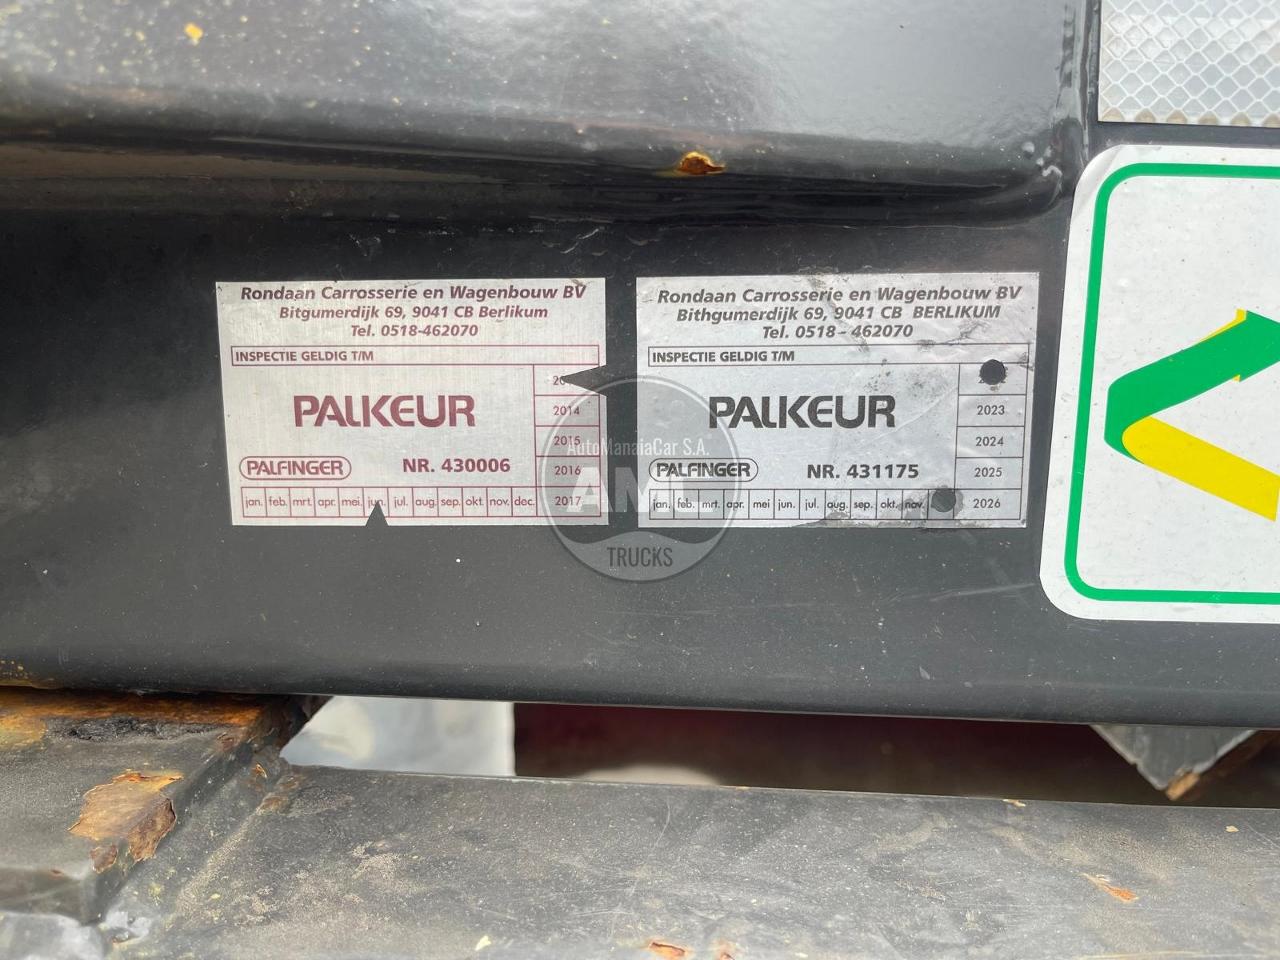 Rondaan Carrosserie en Wagenbouw BV
Bitgumerdijk 69, 9041 CB Berlikum
Tel. 0518-462070
INSPECTIE GELDIG T/M
2014
PALKEUR
2015
PALFINGER NR. 430006 2016
jan. feb. mrt. apr. mei. jun. jul. aug. sep. okt. nov. dec. 2017
Rondaan Carrosserie en Wagenbouw BV
Bithgumerdijk 69, 9041 CB BERLIKUM
Tel. 0518 - 462070
INSPECTIE GELDIG T/M
2023
PALKEUR
2024
PALFINGER NR. 431175 2025
jan. feb. mrt. apr. mei jun. jul. aug. sep. okt. nov. 2026
AutoManaiaCar S.A.
AML
TRUCKS